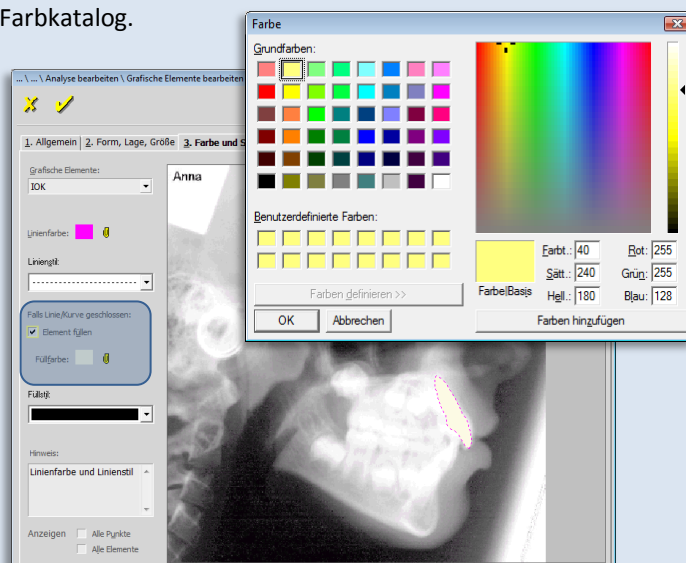 Farbkatalog.
Farbe
Grundfarben:
Benutzerdefinierte Farben:
Farben definieren >>
OK
Abbrechen
Farbe|Basis
Farbt.: 40
Sätt.: 240
Hell.: 180
Rot: 255
Grün: 255
Blau: 128
Farben hinzufügen
... \ ... \ Analyse bearbeiten \ Grafische Elemente bearbeiten
1. Allgemein
2. Form, Lage, Größe
3. Farbe und S
Grafische Elemente:
IOK
Linienfarbe:
Linienstil:
Falls Linie/Kurve geschlossen:
Element füllen
Füllfarbe:
Füllstil:
Hinweis:
Linienfarbe und Linienstil
Anzeigen
Alle Punkte
Alle Elemente
Anna